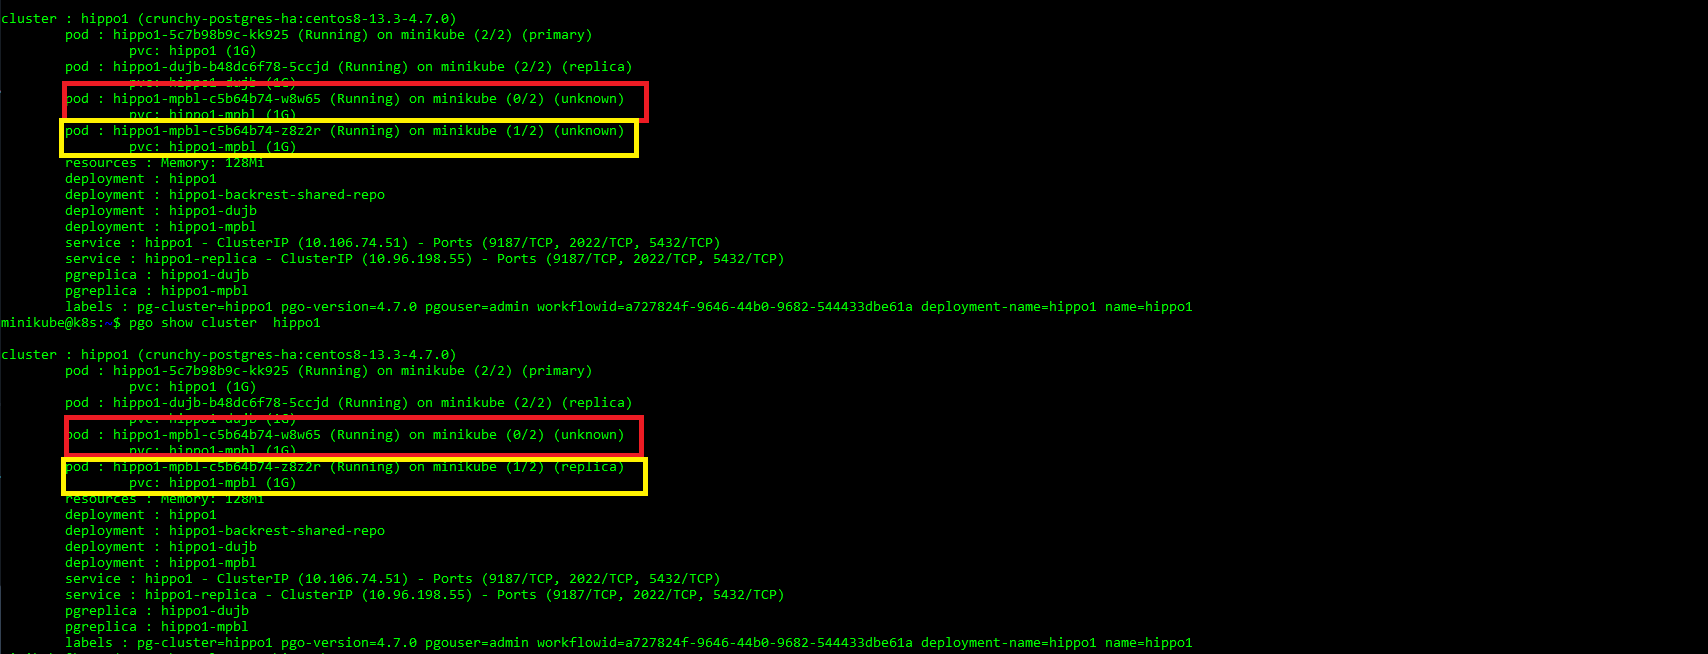 cluster : hippo1 (crunchy-postgres-ha:centos8-13.3-4.7.0)
pod : hippo1-5c7b98b9c-kk925 (Running) on minikube (2/2) (primary)
pvc: hippo1 (1G)
pod : hippo1-dujb-b48dc6f78-5ccjd (Running) on minikube (2/2) (replica)
pvc: hippo1-dujb (1G)
pod : hippo1-mpbl-c5b64b74-w8w65 (Running) on minikube (0/2) (unknown)
pvc: hippo1-mpbl (1G)
pod : hippo1-mpbl-c5b64b74-z8z2r (Running) on minikube (1/2) (unknown)
pvc: hippo1-mpbl (1G)
resources : Memory: 128Mi
deployment : hippo1
deployment : hippo1-backrest-shared-repo
deployment : hippo1-dujb
deployment : hippo1-mpbl
service : hippo1 - ClusterIP (10.106.74.51) - Ports (9187/TCP, 2022/TCP, 5432/TCP)
service : hippo1-replica - ClusterIP (10.96.198.55) - Ports (9187/TCP, 2022/TCP, 5432/TCP)
pgreplica : hippo1-dujb
pgreplica : hippo1-mpbl
labels : pg-cluster=hippo1 pgo-version=4.7.0 pgouser=admin workflowid=a727824f-9646-44b0-9682-544433dbe61a deployment-name=hippo1 name=hippo1
minikube@k8s:~$ pgo show cluster  hippo1
cluster : hippo1 (crunchy-postgres-ha:centos8-13.3-4.7.0)
pod : hippo1-5c7b98b9c-kk925 (Running) on minikube (2/2) (primary)
pvc: hippo1 (1G)
pod : hippo1-dujb-b48dc6f78-5ccjd (Running) on minikube (2/2) (replica)
pvc: hippo1-dujb (1G)
pod : hippo1-mpbl-c5b64b74-w8w65 (Running) on minikube (0/2) (unknown)
pvc: hippo1-mpbl (1G)
pod : hippo1-mpbl-c5b64b74-z8z2r (Running) on minikube (1/2) (replica)
pvc: hippo1-mpbl (1G)
resources : Memory: 128Mi
deployment : hippo1
deployment : hippo1-backrest-shared-repo
deployment : hippo1-dujb
deployment : hippo1-mpbl
service : hippo1 - ClusterIP (10.106.74.51) - Ports (9187/TCP, 2022/TCP, 5432/TCP)
service : hippo1-replica - ClusterIP (10.96.198.55) - Ports (9187/TCP, 2022/TCP, 5432/TCP)
pgreplica : hippo1-dujb
pgreplica : hippo1-mpbl
labels : pg-cluster=hippo1 pgo-version=4.7.0 pgouser=admin workflowid=a727824f-9646-44b0-9682-544433dbe61a deployment-name=hippo1 name=hippo1